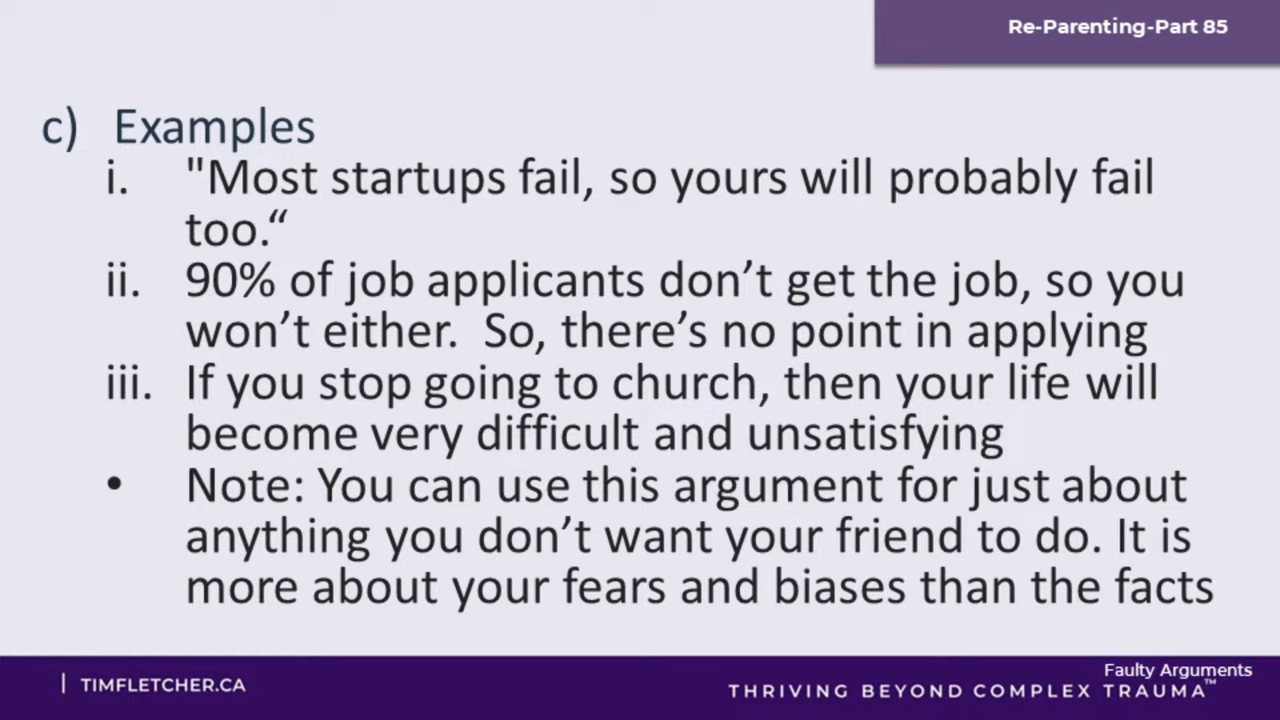 Re-Parenting-Part 85
c) Examples
i. "Most startups fail, so yours will probably fail
too.“
ii. 90% of job applicants don’t get the job, so you
won’t either.  So, there’s no point in applying
iii. If you stop going to church, then your life will
become very difficult and unsatisfying
• Note: You can use this argument for just about
anything you don’t want your friend to do. It is
more about your fears and biases than the facts
| TIMFLETCHER.CA
Faulty Arguments
THRIVING BEYOND COMPLEX TRAUMA™